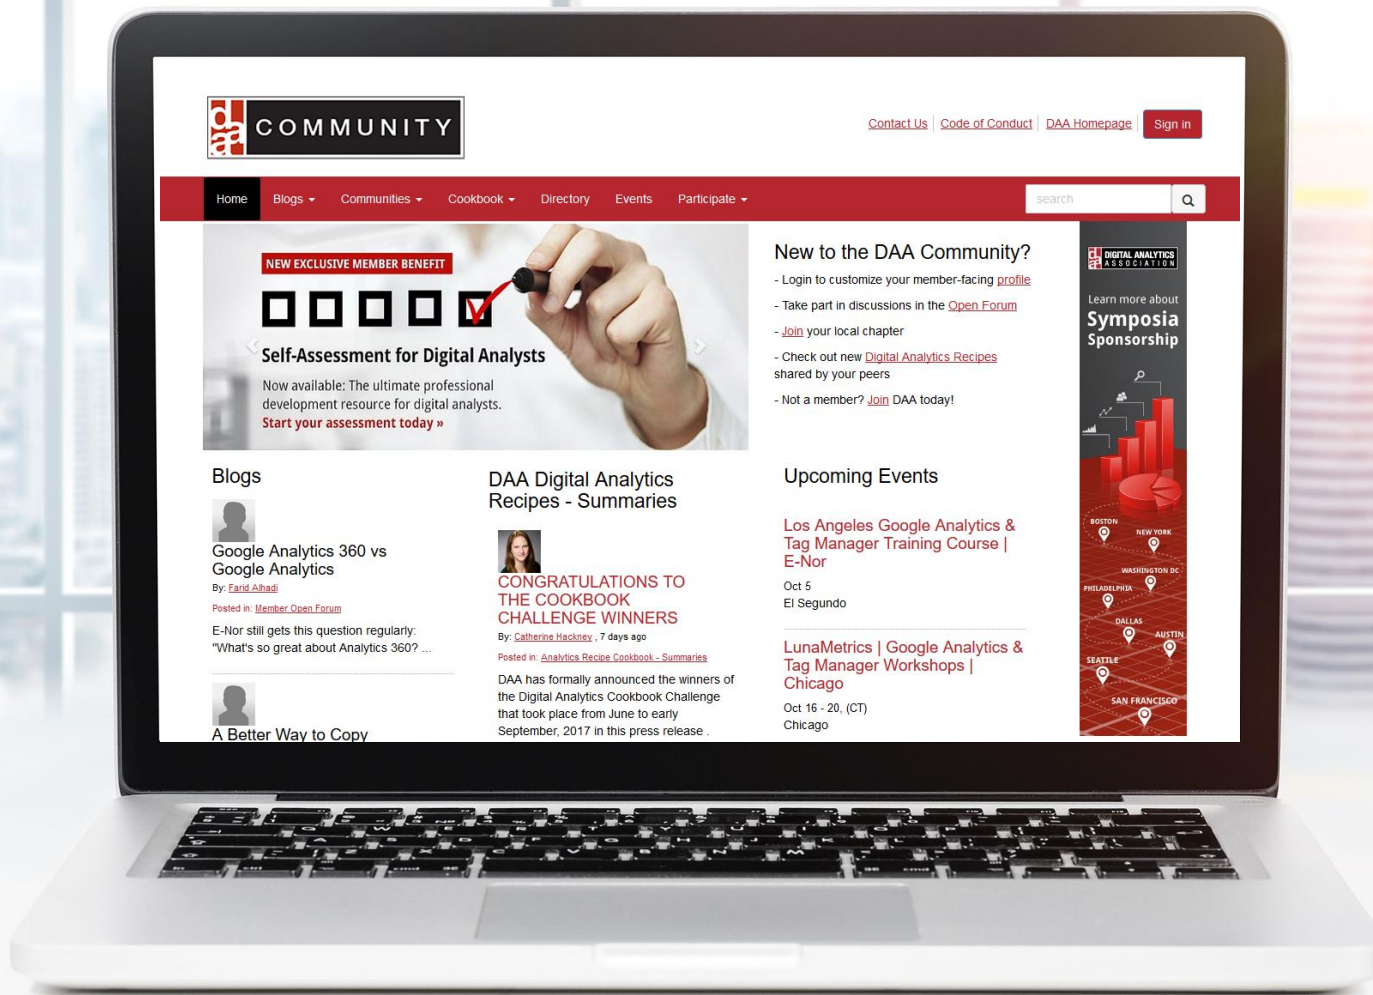 daa COMMUNITY
Contact Us
Code of Conduct
DAA Homepage
Sign in
Home
Blogs
Communities
Cookbook
Directory
Events
Participate
search
NEW EXCLUSIVE MEMBER BENEFIT
Self-Assessment for Digital Analysts
Now available: The ultimate professional
development resource for digital analysts.
Start your assessment today »
New to the DAA Community?
- Login to customize your member-facing profile
- Take part in discussions in the Open Forum
- Join your local chapter
- Check out new Digital Analytics Recipes
shared by your peers
- Not a member? Join DAA today!
daa DIGITAL ANALYTICS
ASSOCIATION
Learn more about
Symposia
Sponsorship
BOSTON
NEW YORK
WASHINGTON DC
PHILADELPHIA
DALLAS
AUSTIN
SEATTLE
SAN FRANCISCO
Blogs
Google Analytics 360 vs
Google Analytics
By: Farid Alhadi
Posted in: Member Open Forum
E-Nor still gets this question regularly:
"What's so great about Analytics 360? ...
A Better Way to Copy
DAA Digital Analytics
Recipes - Summaries
CONGRATULATIONS TO
THE COOKBOOK
CHALLENGE WINNERS
By: Catherine Hackney , 7 days ago
Posted in: Analytics Recipe Cookbook - Summaries
DAA has formally announced the winners of
the Digital Analytics Cookbook Challenge
that took place from June to early
September, 2017 in this press release .
Upcoming Events
Los Angeles Google Analytics &
Tag Manager Training Course |
E-Nor
Oct 5
El Segundo
LunaMetrics | Google Analytics &
Tag Manager Workshops |
Chicago
Oct 16 - 20, (CT)
Chicago